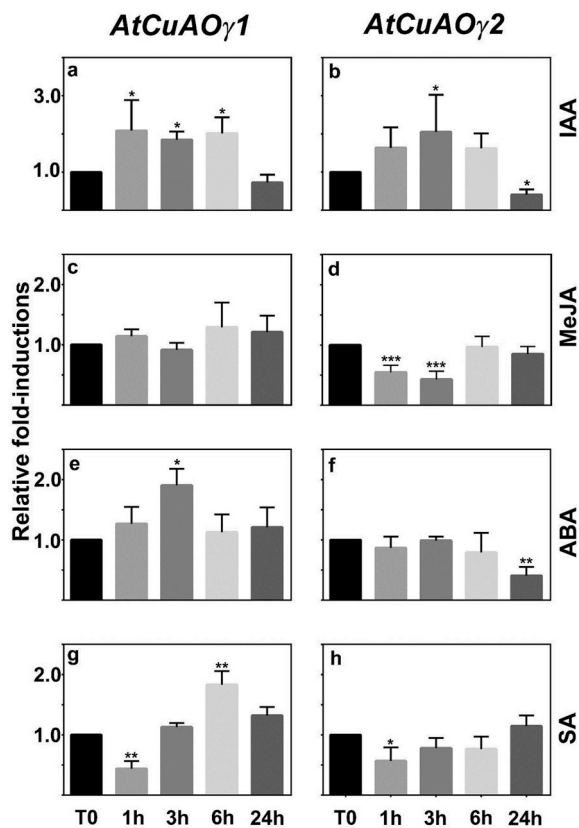 AtCuAOγ1 AtCuAOγ2
a b
* * * * *
3.0
1.0
IAA
c d
2.0
1.0
*** ***
MeJA
Relative fold-inductions
e f
* **
2.0
1.0
ABA
g h
** ** *
2.0
1.0
SA
T0 1h 3h 6h 24h T0 1h 3h 6h 24h